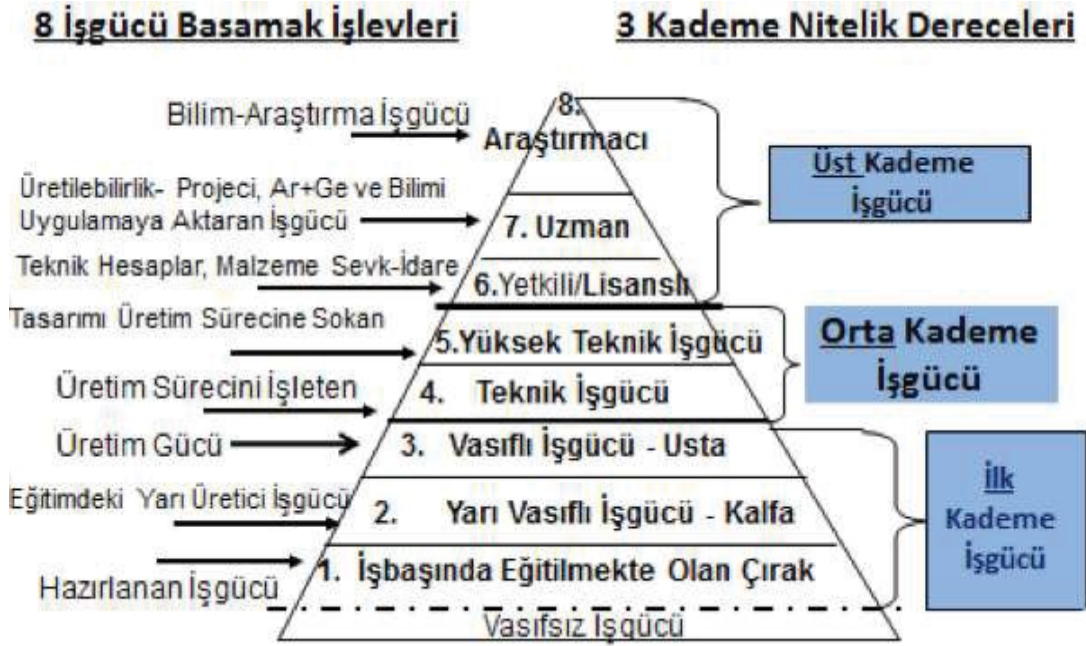 8 İşgücü Basamak İşlevleri
3 Kademe Nitelik Dereceleri
Bilim-Araştırma İşgücü
8.
Araştırmacı
Üst Kademe
İşgücü
Üretilebilirlik- Projeci, Ar+Ge ve Bilimi
Uygulamaya Aktaran İşgücü
7. Uzman
Teknik Hesaplar, Malzeme Sevk-İdare
6.Yetkili/Lisanslı
Tasarımı Üretim Sürecine Sokan
5.Yüksek Teknik İşgücü
Orta Kademe
İşgücü
Üretim Sürecini İşleten
4. Teknik İşgücü
Üretim Gücü
3. Vasıflı İşgücü - Usta
Eğitimdeki Yarı Üretici İşgücü
2. Yarı Vasıflı İşgücü - Kalfa
İlk
Kademe
İşgücü
Hazırlanan İşgücü
1. İşbaşında Eğitilmekte Olan Çırak
Vasıfsız İşgücü